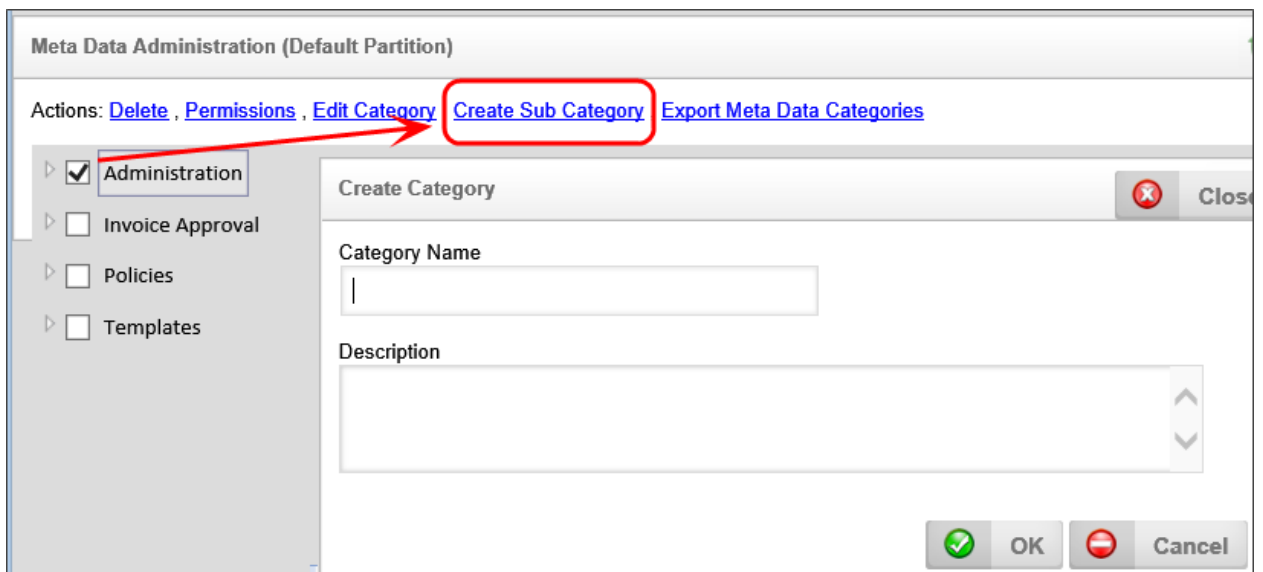 Meta Data Administration (Default Partition)
Actions: Delete , Permissions , Edit Category Create Sub Category Export Meta Data Categories
Administration
Invoice Approval
Policies
Templates
Create Category
Close
Category Name
Description
OK
Cancel